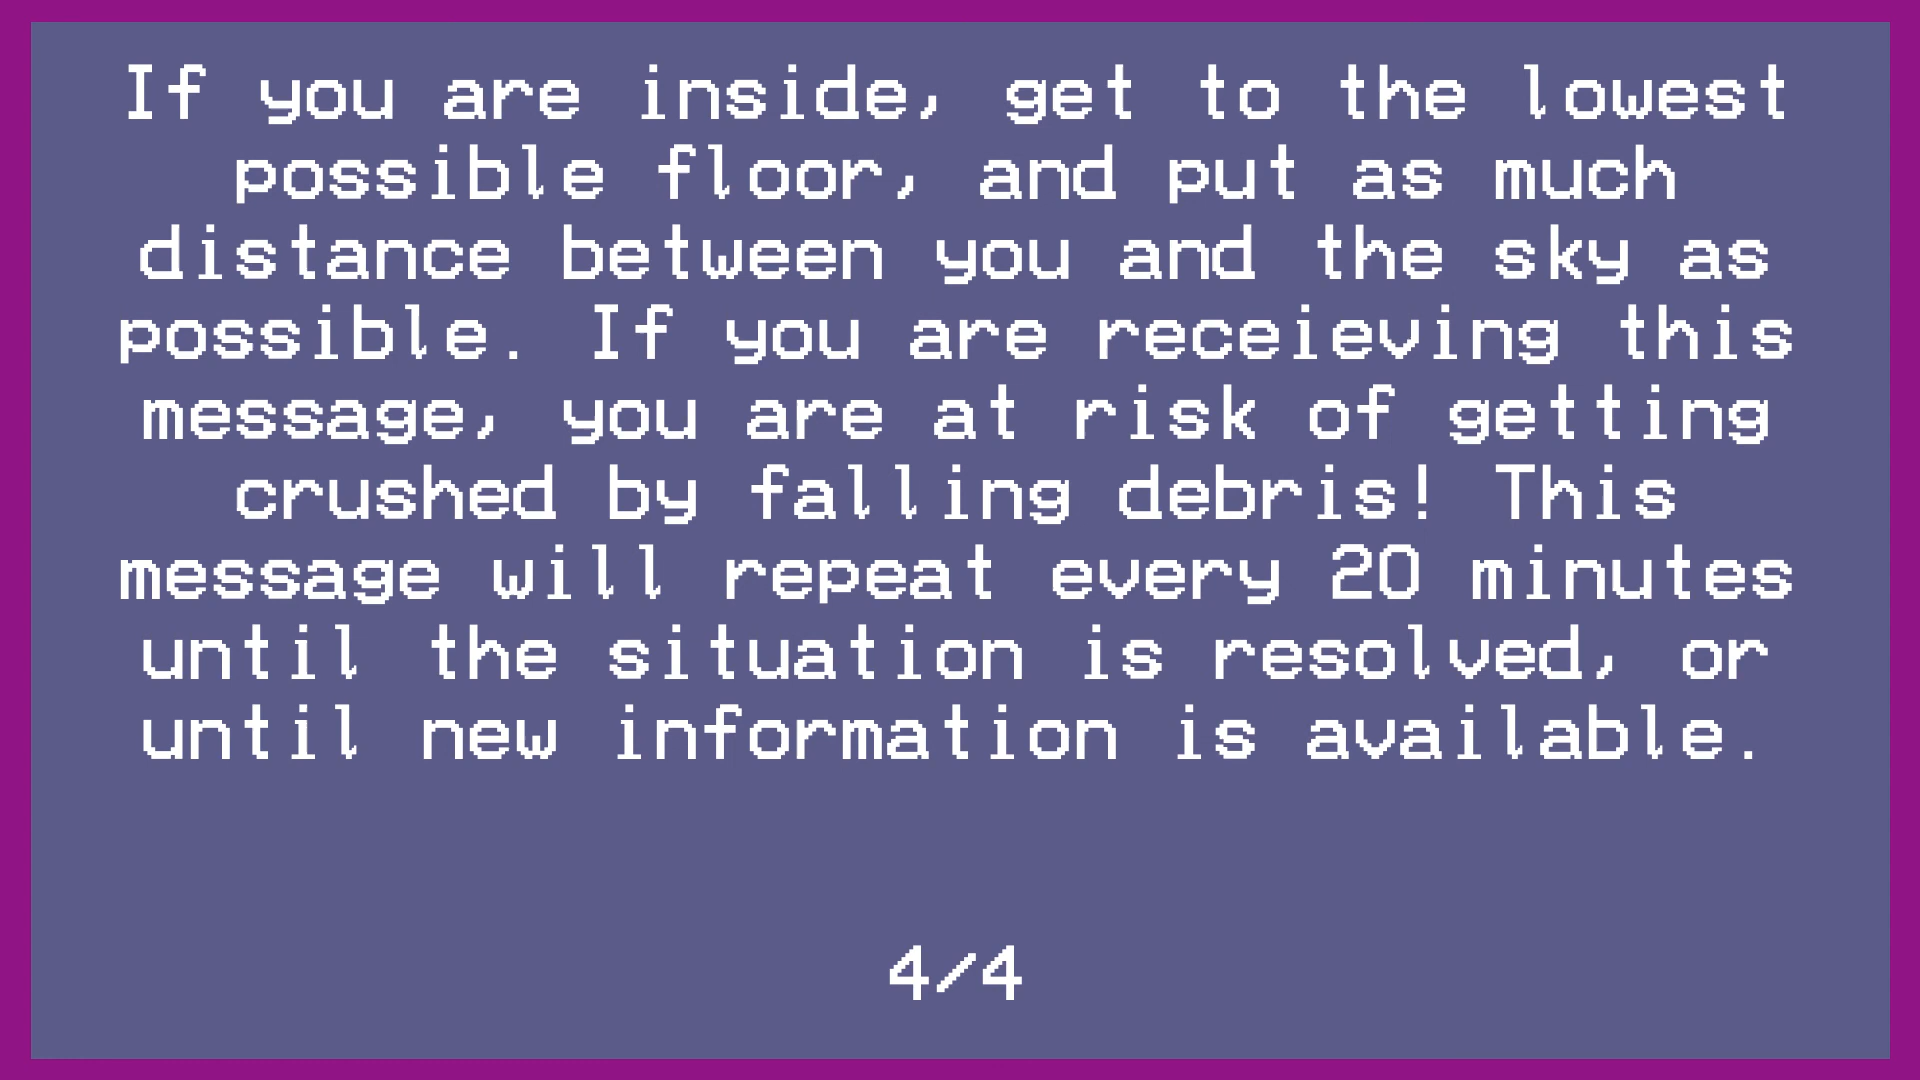 If you are inside, get to the lowest
possible floor, and put as much
distance between you and the sky as
possible. If you are receieving this
message, you are at risk of getting
crushed by falling debris! This
message will repeat every 20 minutes
until the situation is resolved, or
until new information is available.
4/4